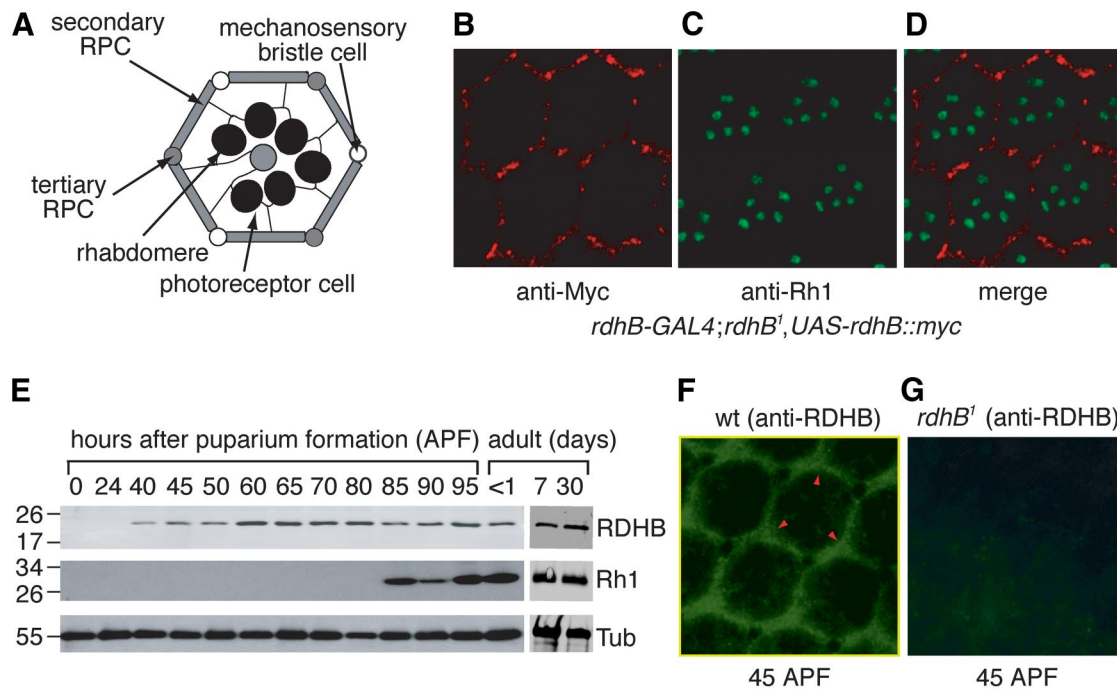 A
secondary
RPC
mechanosensory
bristle cell
tertiary
RPC
rhabdomere
photoreceptor cell
B
C
D
anti-Myc
anti-Rh1
merge
rdhB-GAL4;rdhB¹,UAS-rdhB::myc
E
hours after puparium formation (APF) adult (days)
0 24 40 45 50 60 65 70 80 85 90 95 <1 7 30
26
17
RDHB
34
26
Rh1
55
Tub
F
wt (anti-RDHB)
45 APF
G
rdhB¹ (anti-RDHB)
45 APF